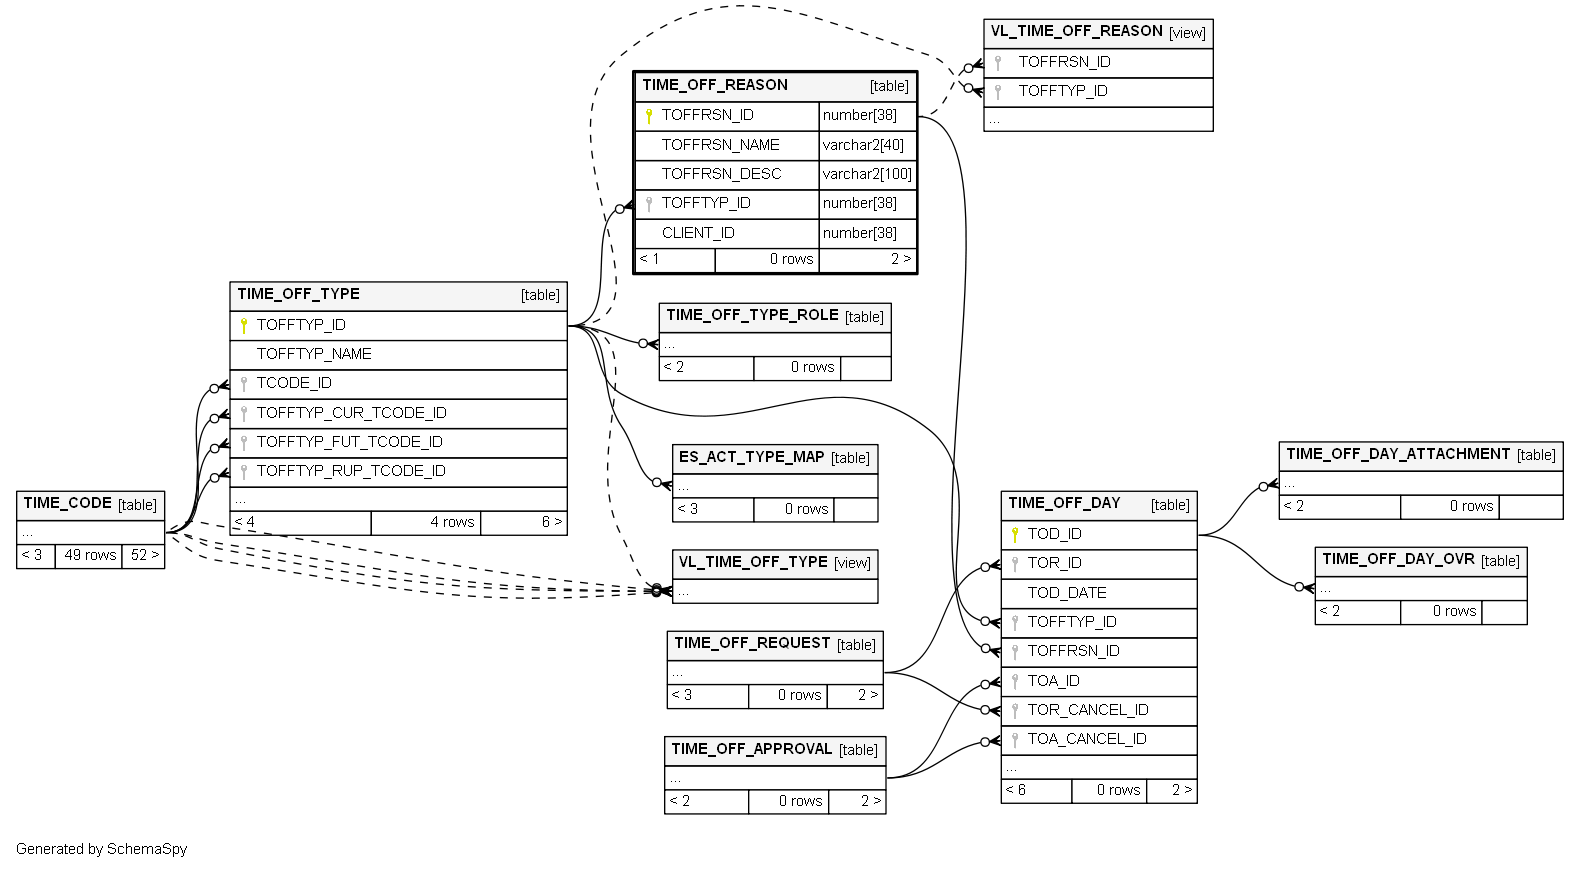 VL_TIME_OFF_REASON [view]
TOFFRSN_ID
TOFFTYP_ID
...
TIME_OFF_REASON [table]
TOFFRSN_ID number[38]
TOFFRSN_NAME varchar2[40]
TOFFRSN_DESC varchar2[100]
TOFFTYP_ID number[38]
CLIENT_ID number[38]
< 1 0 rows 2 >
TIME_OFF_TYPE [table]
TOFFTYP_ID
TOFFTYP_NAME
TCODE_ID
TOFFTYP_CUR_TCODE_ID
TOFFTYP_FUT_TCODE_ID
TOFFTYP_RUP_TCODE_ID
...
< 4 4 rows 6 >
TIME_OFF_TYPE_ROLE [table]
...
< 2 0 rows
ES_ACT_TYPE_MAP [table]
...
< 3 0 rows
TIME_CODE [table]
...
< 3 49 rows 52 >
VL_TIME_OFF_TYPE [view]
...
TIME_OFF_REQUEST [table]
...
< 3 0 rows 2 >
TIME_OFF_APPROVAL [table]
...
< 2 0 rows 2 >
TIME_OFF_DAY [table]
TOD_ID
TOR_ID
TOD_DATE
TOFFTYP_ID
TOFFRSN_ID
TOA_ID
TOR_CANCEL_ID
TOA_CANCEL_ID
...
< 6 0 rows 2 >
TIME_OFF_DAY_ATTACHMENT [table]
...
< 2 0 rows
TIME_OFF_DAY_OVR [table]
...
< 2 0 rows
Generated by SchemaSpy